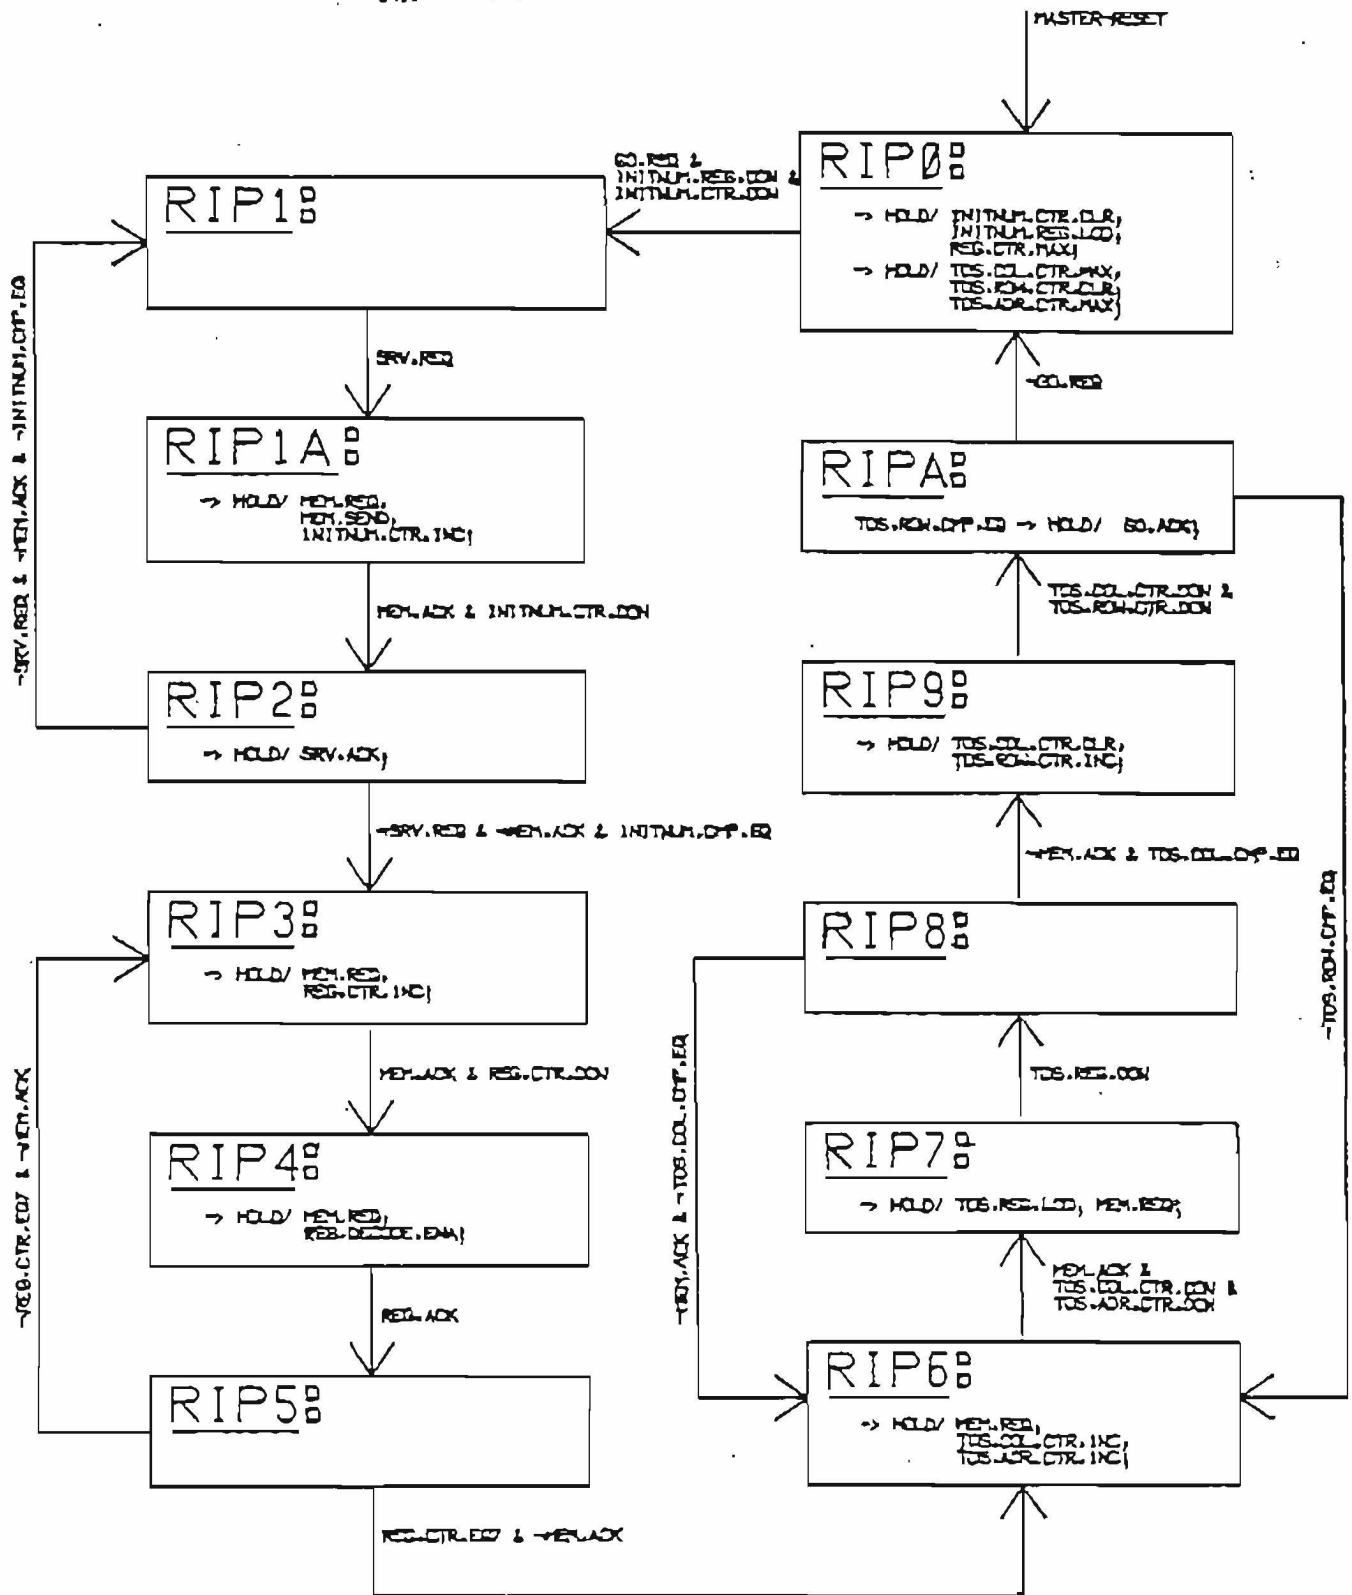 MASTER-RESET
RIP0:
→ HOLD/ INITNUM.CTR.CLR,
INITNUM.REG.LOD,
REG.CTR.MAX;
→ HOLD/ TOS.COL.CTR.MAX,
TOS.ROW.CTR.CLR,
TOS.ADR.CTR.MAX;
GO.REQ &
INITNUM.REG.DON &
INITNUM.CTR.DON
RIP1:
SRV.REQ
RIP1A:
→ HOLD/ MEM.REQ,
MEM.SEND,
INITNUM.CTR.INC;
MEM.ACK & INITNUM.CTR.DON
RIP2:
→ HOLD/ SRV.ACK;
¬SRV.REQ & ¬MEM.ACK & ¬INITNUM.CMP.EQ
¬SRV.REQ & ¬MEM.ACK & INITNUM.CMP.EQ
RIP3:
→ HOLD/ MEM.REQ,
REG.CTR.INC;
MEM.ACK & REG.CTR.DON
RIP4:
→ HOLD/ MEM.REQ,
REG.DECODE.ENA;
REG.ACK
RIP5:
¬REG.CTR.EQ7 & ¬MEM.ACK
REG.CTR.EQ7 & ¬MEM.ACK
RIP6:
→ HOLD/ MEM.REQ,
TOS.COL.CTR.INC,
TOS.ADR.CTR.INC;
MEM.ACK &
TOS.COL.CTR.DON &
TOS.ADR.CTR.DON
RIP7:
→ HOLD/ TOS.REG.LOD, MEM.REQ;
TOS.REG.DON
RIP8:
¬MEM.ACK & ¬TOS.COL.CMP.EQ
¬MEM.ACK & TOS.COL.CMP.EQ
RIP9:
→ HOLD/ TOS.COL.CTR.CLR,
TOS.ROW.CTR.INC;
TOS.COL.CTR.DON &
TOS.ROW.CTR.DON
RIPA:
TOS.ROW.CMP.EQ → HOLD/ GO.ACK;
¬GO.REQ
¬TOS.ROW.CMP.EQ